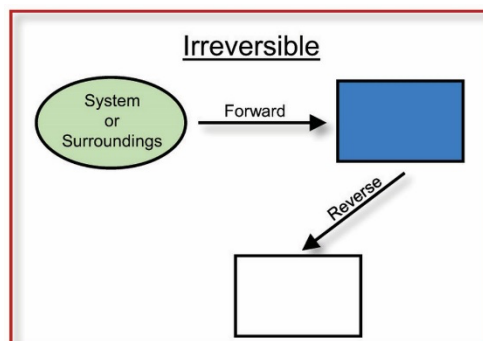 Irreversible
System
or
Surroundings
Forward
Reverse